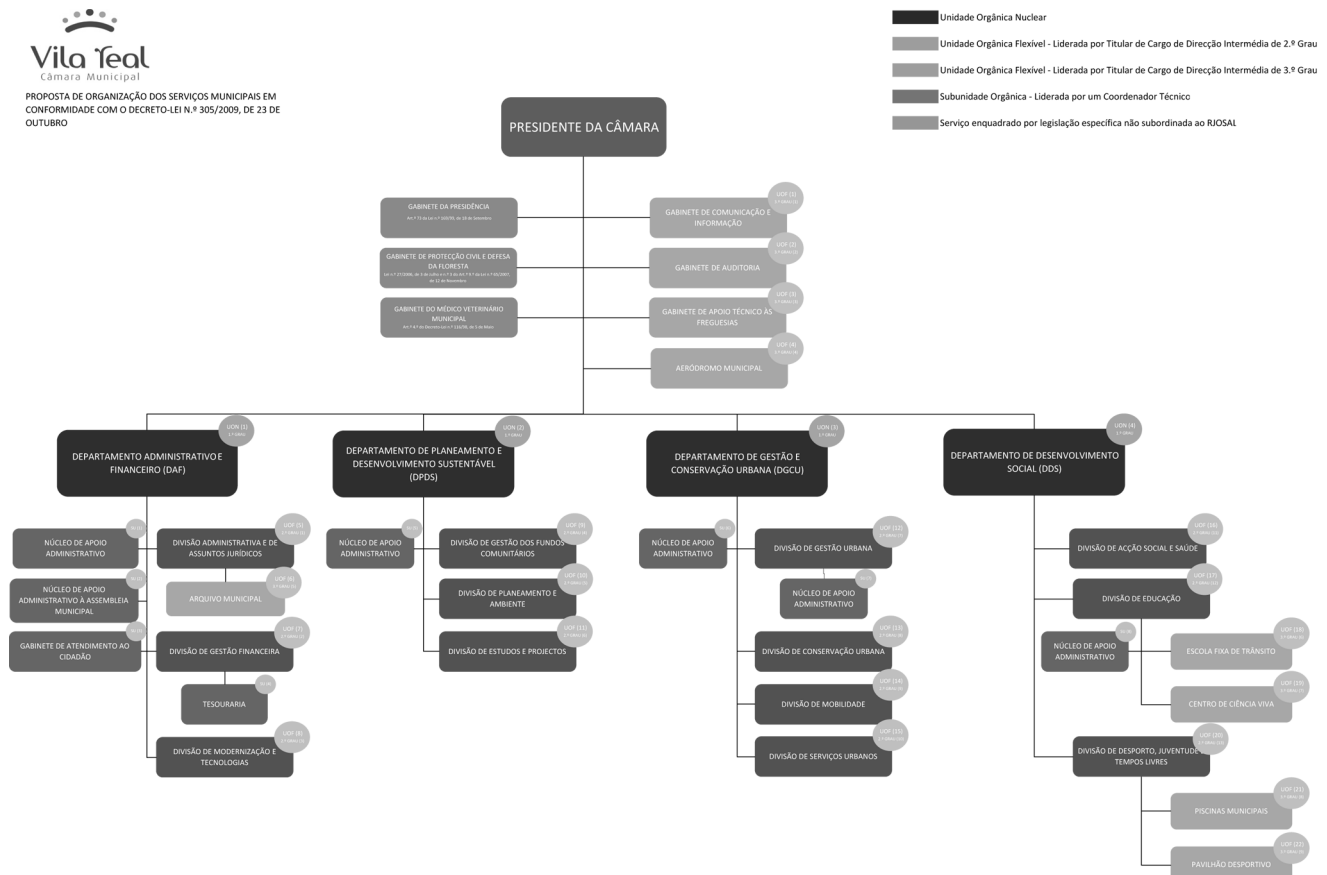 Vila Real
Câmara Municipal
PROPOSTA DE ORGANIZAÇÃO DOS SERVIÇOS MUNICIPAIS EM
CONFORMIDADE COM O DECRETO-LEI N.º 305/2009, DE 23 DE
OUTUBRO
Unidade Orgânica Nuclear
Unidade Orgânica Flexível - Liderada por Titular de Cargo de Direcção Intermédia de 2.º Grau
Unidade Orgânica Flexível - Liderada por Titular de Cargo de Direcção Intermédia de 3.º Grau
Subunidade Orgânica - Liderada por um Coordenador Técnico
Serviço enquadrado por legislação específica não subordinada ao RJOSAL
PRESIDENTE DA CÂMARA
GABINETE DA PRESIDÊNCIA
UOF (1)
GABINETE DE COMUNICAÇÃO E
INFORMAÇÃO
GABINETE DE PROTECÇÃO CIVIL E DEFESA
DA FLORESTA
UOF (2)
GABINETE DE AUDITORIA
GABINETE DO MÉDICO VETERINÁRIO
MUNICIPAL
UOF (3)
GABINETE DE APOIO TÉCNICO ÀS
FREGUESIAS
UOF (4)
AERÓDROMO MUNICIPAL
UON (1)
1.º GRAU
DEPARTAMENTO ADMINISTRATIVO E
FINANCEIRO (DAF)
UON (2)
1.º GRAU
DEPARTAMENTO DE PLANEAMENTO E
DESENVOLVIMENTO SUSTENTÁVEL
(DPDS)
UON (3)
1.º GRAU
DEPARTAMENTO DE GESTÃO E
CONSERVAÇÃO URBANA (DGCU)
UON (4)
1.º GRAU
DEPARTAMENTO DE DESENVOLVIMENTO
SOCIAL (DDS)
NÚCLEO DE APOIO
ADMINISTRATIVO
UOF (5)
DIVISÃO ADMINISTRATIVA E DE
ASSUNTOS JURÍDICOS
NÚCLEO DE APOIO
ADMINISTRATIVO À ASSEMBLEIA
MUNICIPAL
UOF (6)
ARQUIVO MUNICIPAL
GABINETE DE ATENDIMENTO AO
CIDADÃO
UOF (7)
DIVISÃO DE GESTÃO FINANCEIRA
TESOURARIA
UOF (8)
DIVISÃO DE MODERNIZAÇÃO E
TECNOLOGIAS
NÚCLEO DE APOIO
ADMINISTRATIVO
UOF (9)
DIVISÃO DE GESTÃO DOS FUNDOS
COMUNITÁRIOS
UOF (10)
DIVISÃO DE PLANEAMENTO E
AMBIENTE
UOF (11)
DIVISÃO DE ESTUDOS E PROJECTOS
NÚCLEO DE APOIO
ADMINISTRATIVO
UOF (12)
DIVISÃO DE GESTÃO URBANA
NÚCLEO DE APOIO
ADMINISTRATIVO
UOF (13)
DIVISÃO DE CONSERVAÇÃO URBANA
UOF (14)
DIVISÃO DE MOBILIDADE
UOF (15)
DIVISÃO DE SERVIÇOS URBANOS
UOF (16)
DIVISÃO DE ACÇÃO SOCIAL E SAÚDE
UOF (17)
DIVISÃO DE EDUCAÇÃO
NÚCLEO DE APOIO
ADMINISTRATIVO
UOF (18)
ESCOLA FIXA DE TRÂNSITO
UOF (19)
CENTRO DE CIÊNCIA VIVA
UOF (20)
DIVISÃO DE DESPORTO, JUVENTUDE
TEMPOS LIVRES
UOF (21)
PISCINAS MUNICIPAIS
UOF (22)
PAVILHÃO DESPORTIVO